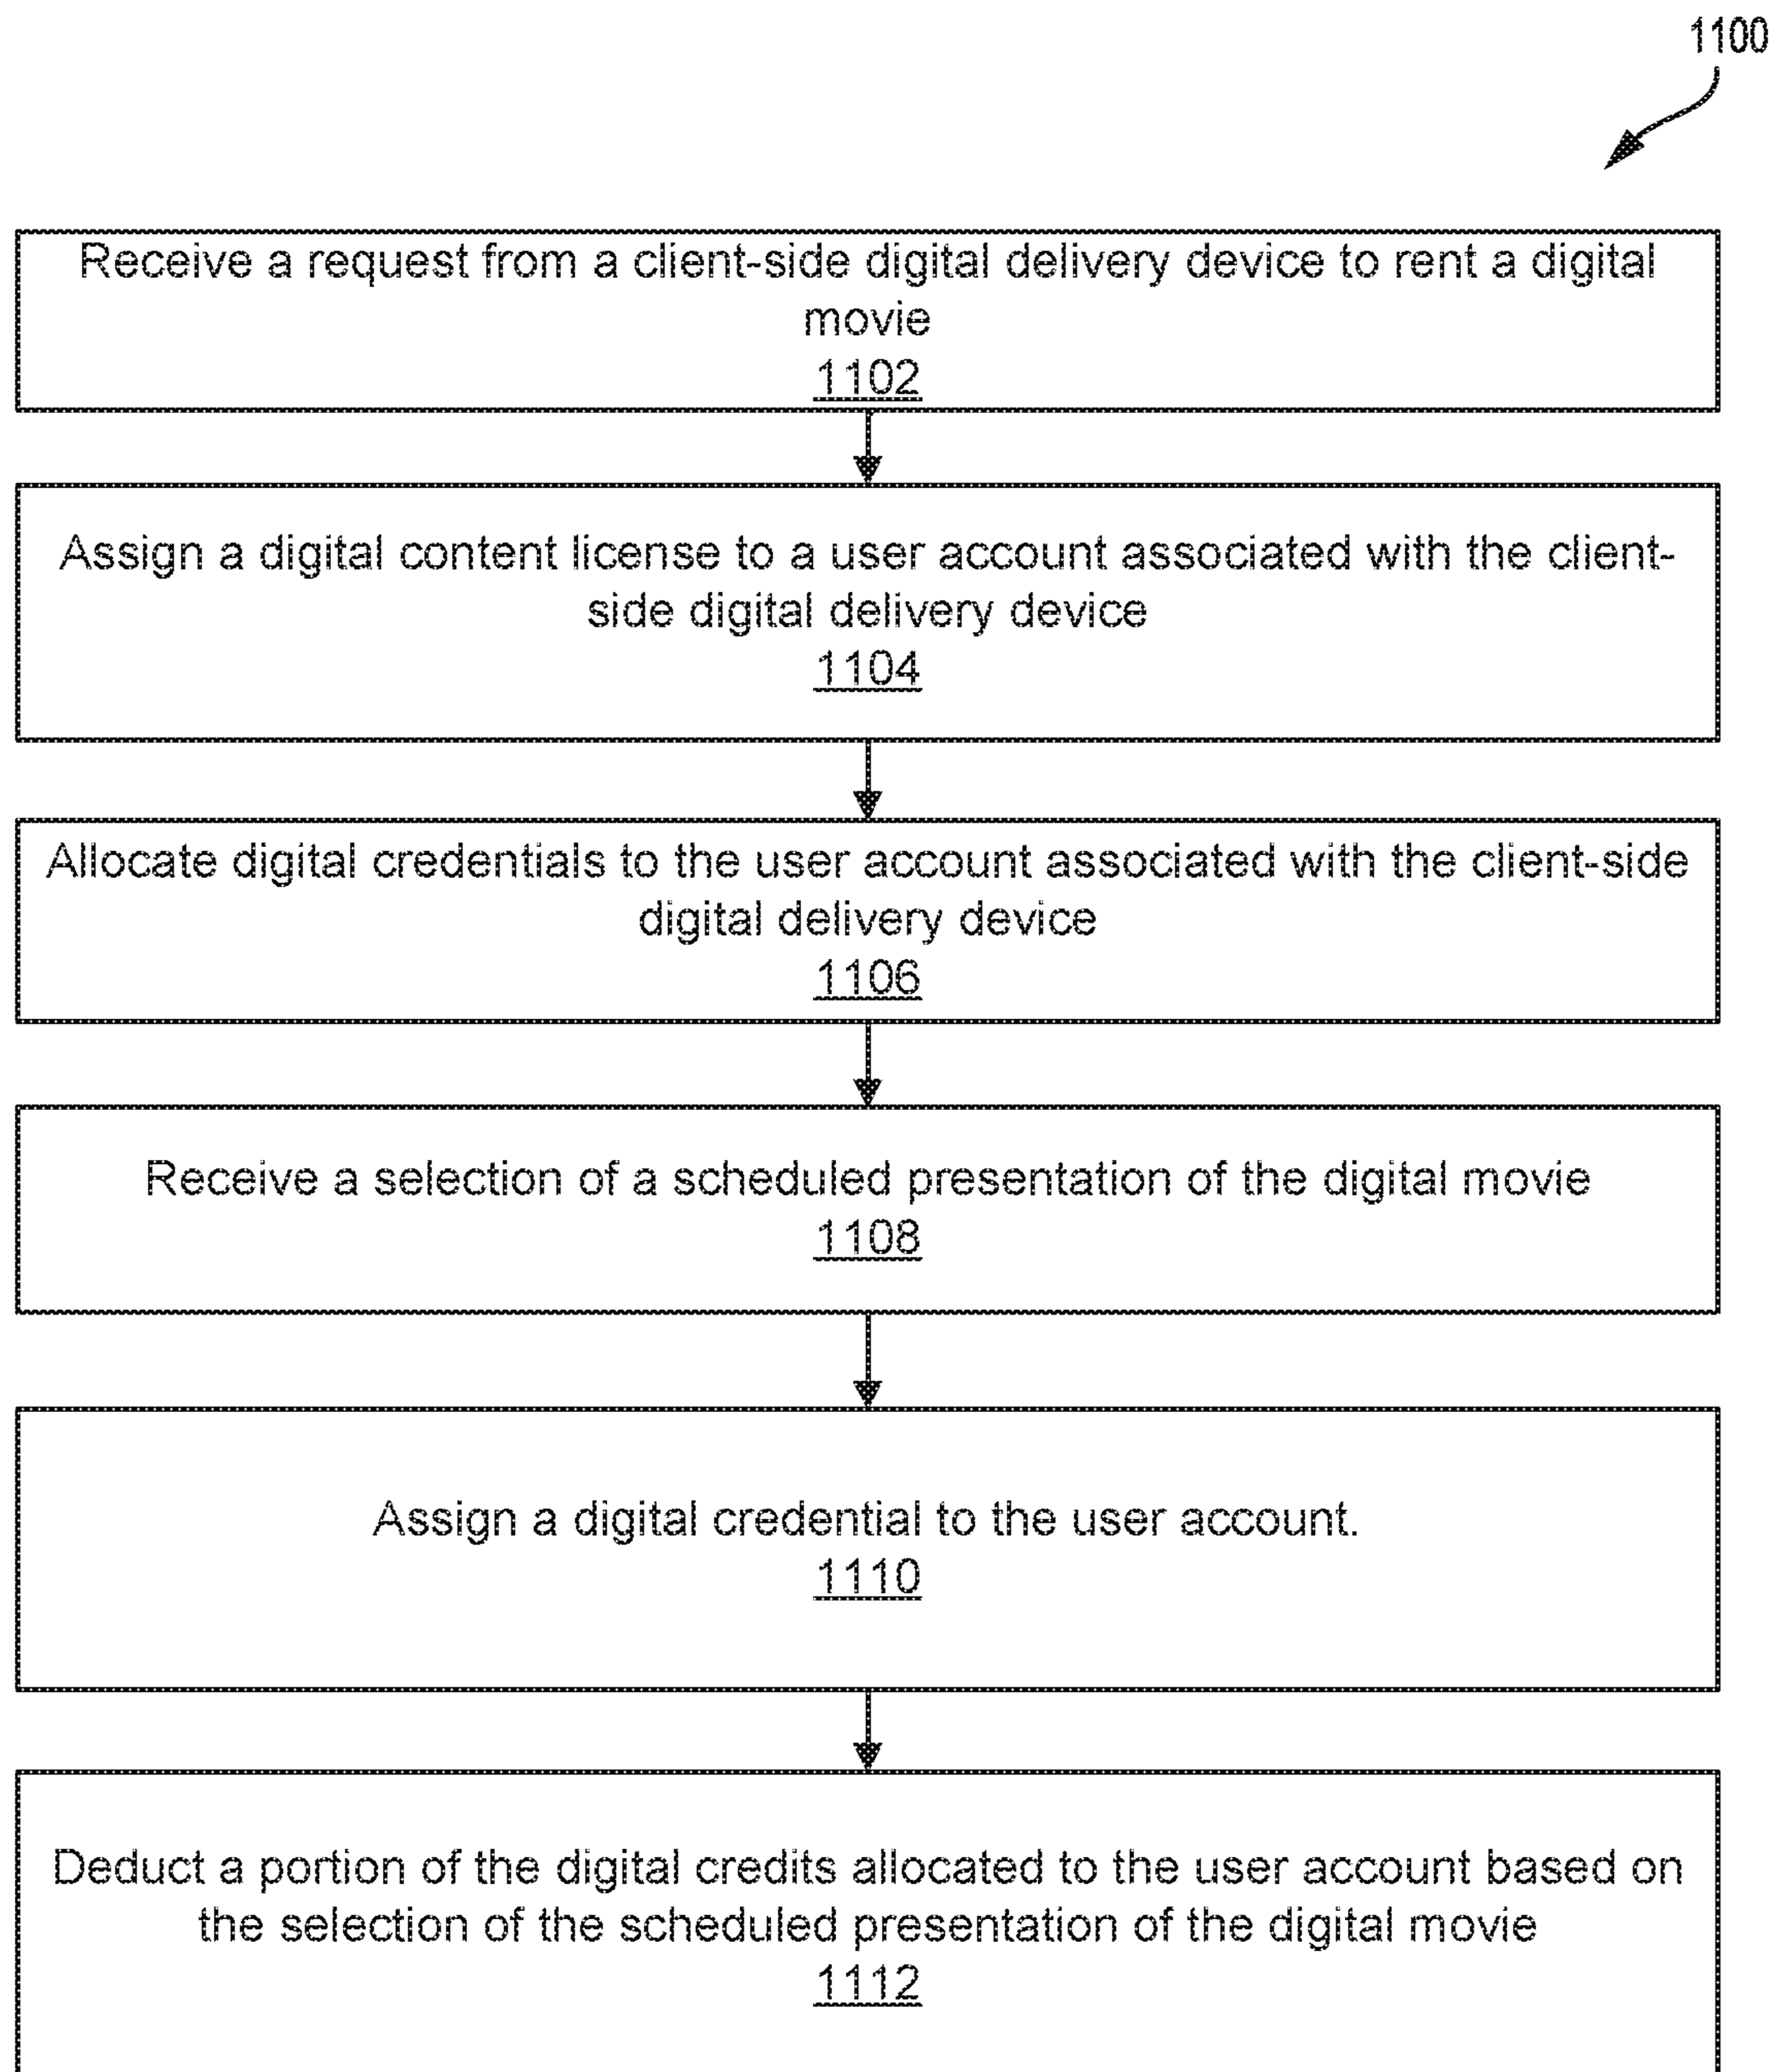 1100
Receive a request from a client-side digital delivery device to rent a digital
movie
1102
Assign a digital content license to a user account associated with the client-
side digital delivery device
1104
Allocate digital credentials to the user account associated with the client-side
digital delivery device
1106
Receive a selection of a scheduled presentation of the digital movie
1108
Assign a digital credential to the user account.
1110
Deduct a portion of the digital credits allocated to the user account based on
the selection of the scheduled presentation of the digital movie
1112